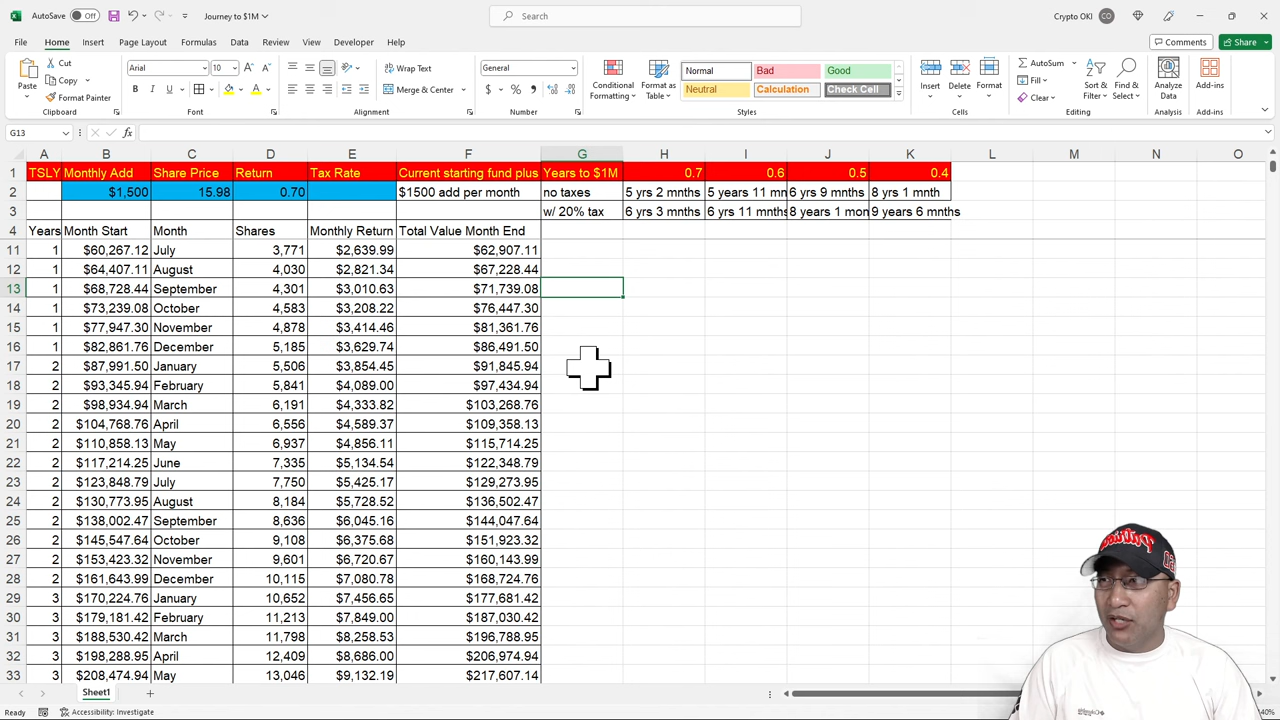 AutoSave Off Journey to $1M Search Crypto OKI
File Home Insert Page Layout Formulas Data Review View Developer Automate Help Comments Share
Paste Cut Copy Format Painter Clipboard
Arial 10 Font
Wrap Text Merge & Center Alignment
General Number
Conditional Formatting Format as Table Normal Bad Good Neutral Calculation Check Cell Styles
Insert Delete Format Cells
AutoSum Fill Clear Sort & Filter Find & Select Editing
Analyze Data Analysis Add-ins Add-ins
G13 fx
A B C D E F G H I J K L M N O
1 TSLY Monthly Add Share Price Return Tax Rate Current starting fund plus Years to $1M 0.7 0.6 0.5 0.4
2 $1,500 15.98 0.70 $1500 add per month no taxes 5 yrs 2 mnths 5 years 11 mn 6 yrs 9 mnths 8 yrs 1 mnth
3 w/ 20% tax 6 yrs 3 mnths 6 yrs 11 mnths 8 years 1 mon 9 years 6 mnths
4 Years Month Start Month Shares Monthly Return Total Value Month End
11 1 $60,267.12 July 3,771 $2,639.99 $62,907.11
12 1 $64,407.11 August 4,030 $2,821.34 $67,228.44
13 1 $68,728.44 September 4,301 $3,010.63 $71,739.08
14 1 $73,239.08 October 4,583 $3,208.22 $76,447.30
15 1 $77,947.30 November 4,878 $3,414.46 $81,361.76
16 1 $82,861.76 December 5,185 $3,629.74 $86,491.50
17 2 $87,991.50 January 5,506 $3,854.45 $91,845.94
18 2 $93,345.94 February 5,841 $4,089.00 $97,434.94
19 2 $98,934.94 March 6,191 $4,333.82 $103,268.76
20 2 $104,768.76 April 6,556 $4,589.37 $109,358.13
21 2 $110,858.13 May 6,937 $4,856.11 $115,714.25
22 2 $117,214.25 June 7,335 $5,134.54 $122,348.79
23 2 $123,848.79 July 7,750 $5,425.17 $129,273.95
24 2 $130,773.95 August 8,184 $5,728.52 $136,502.47
25 2 $138,002.47 September 8,636 $6,045.16 $144,047.64
26 2 $145,547.64 October 9,108 $6,375.68 $151,923.32
27 2 $153,423.32 November 9,601 $6,720.67 $160,143.99
28 2 $161,643.99 December 10,115 $7,080.78 $168,724.76
29 3 $170,224.76 January 10,652 $7,456.65 $177,681.42
30 3 $179,181.42 February 11,213 $7,849.00 $187,030.42
31 3 $188,530.42 March 11,798 $8,258.53 $196,788.95
32 3 $198,288.95 April 12,409 $8,686.00 $206,974.94
33 3 $208,474.94 May 13,046 $9,132.19 $217,607.14
Sheet1
Ready Accessibility: Investigate